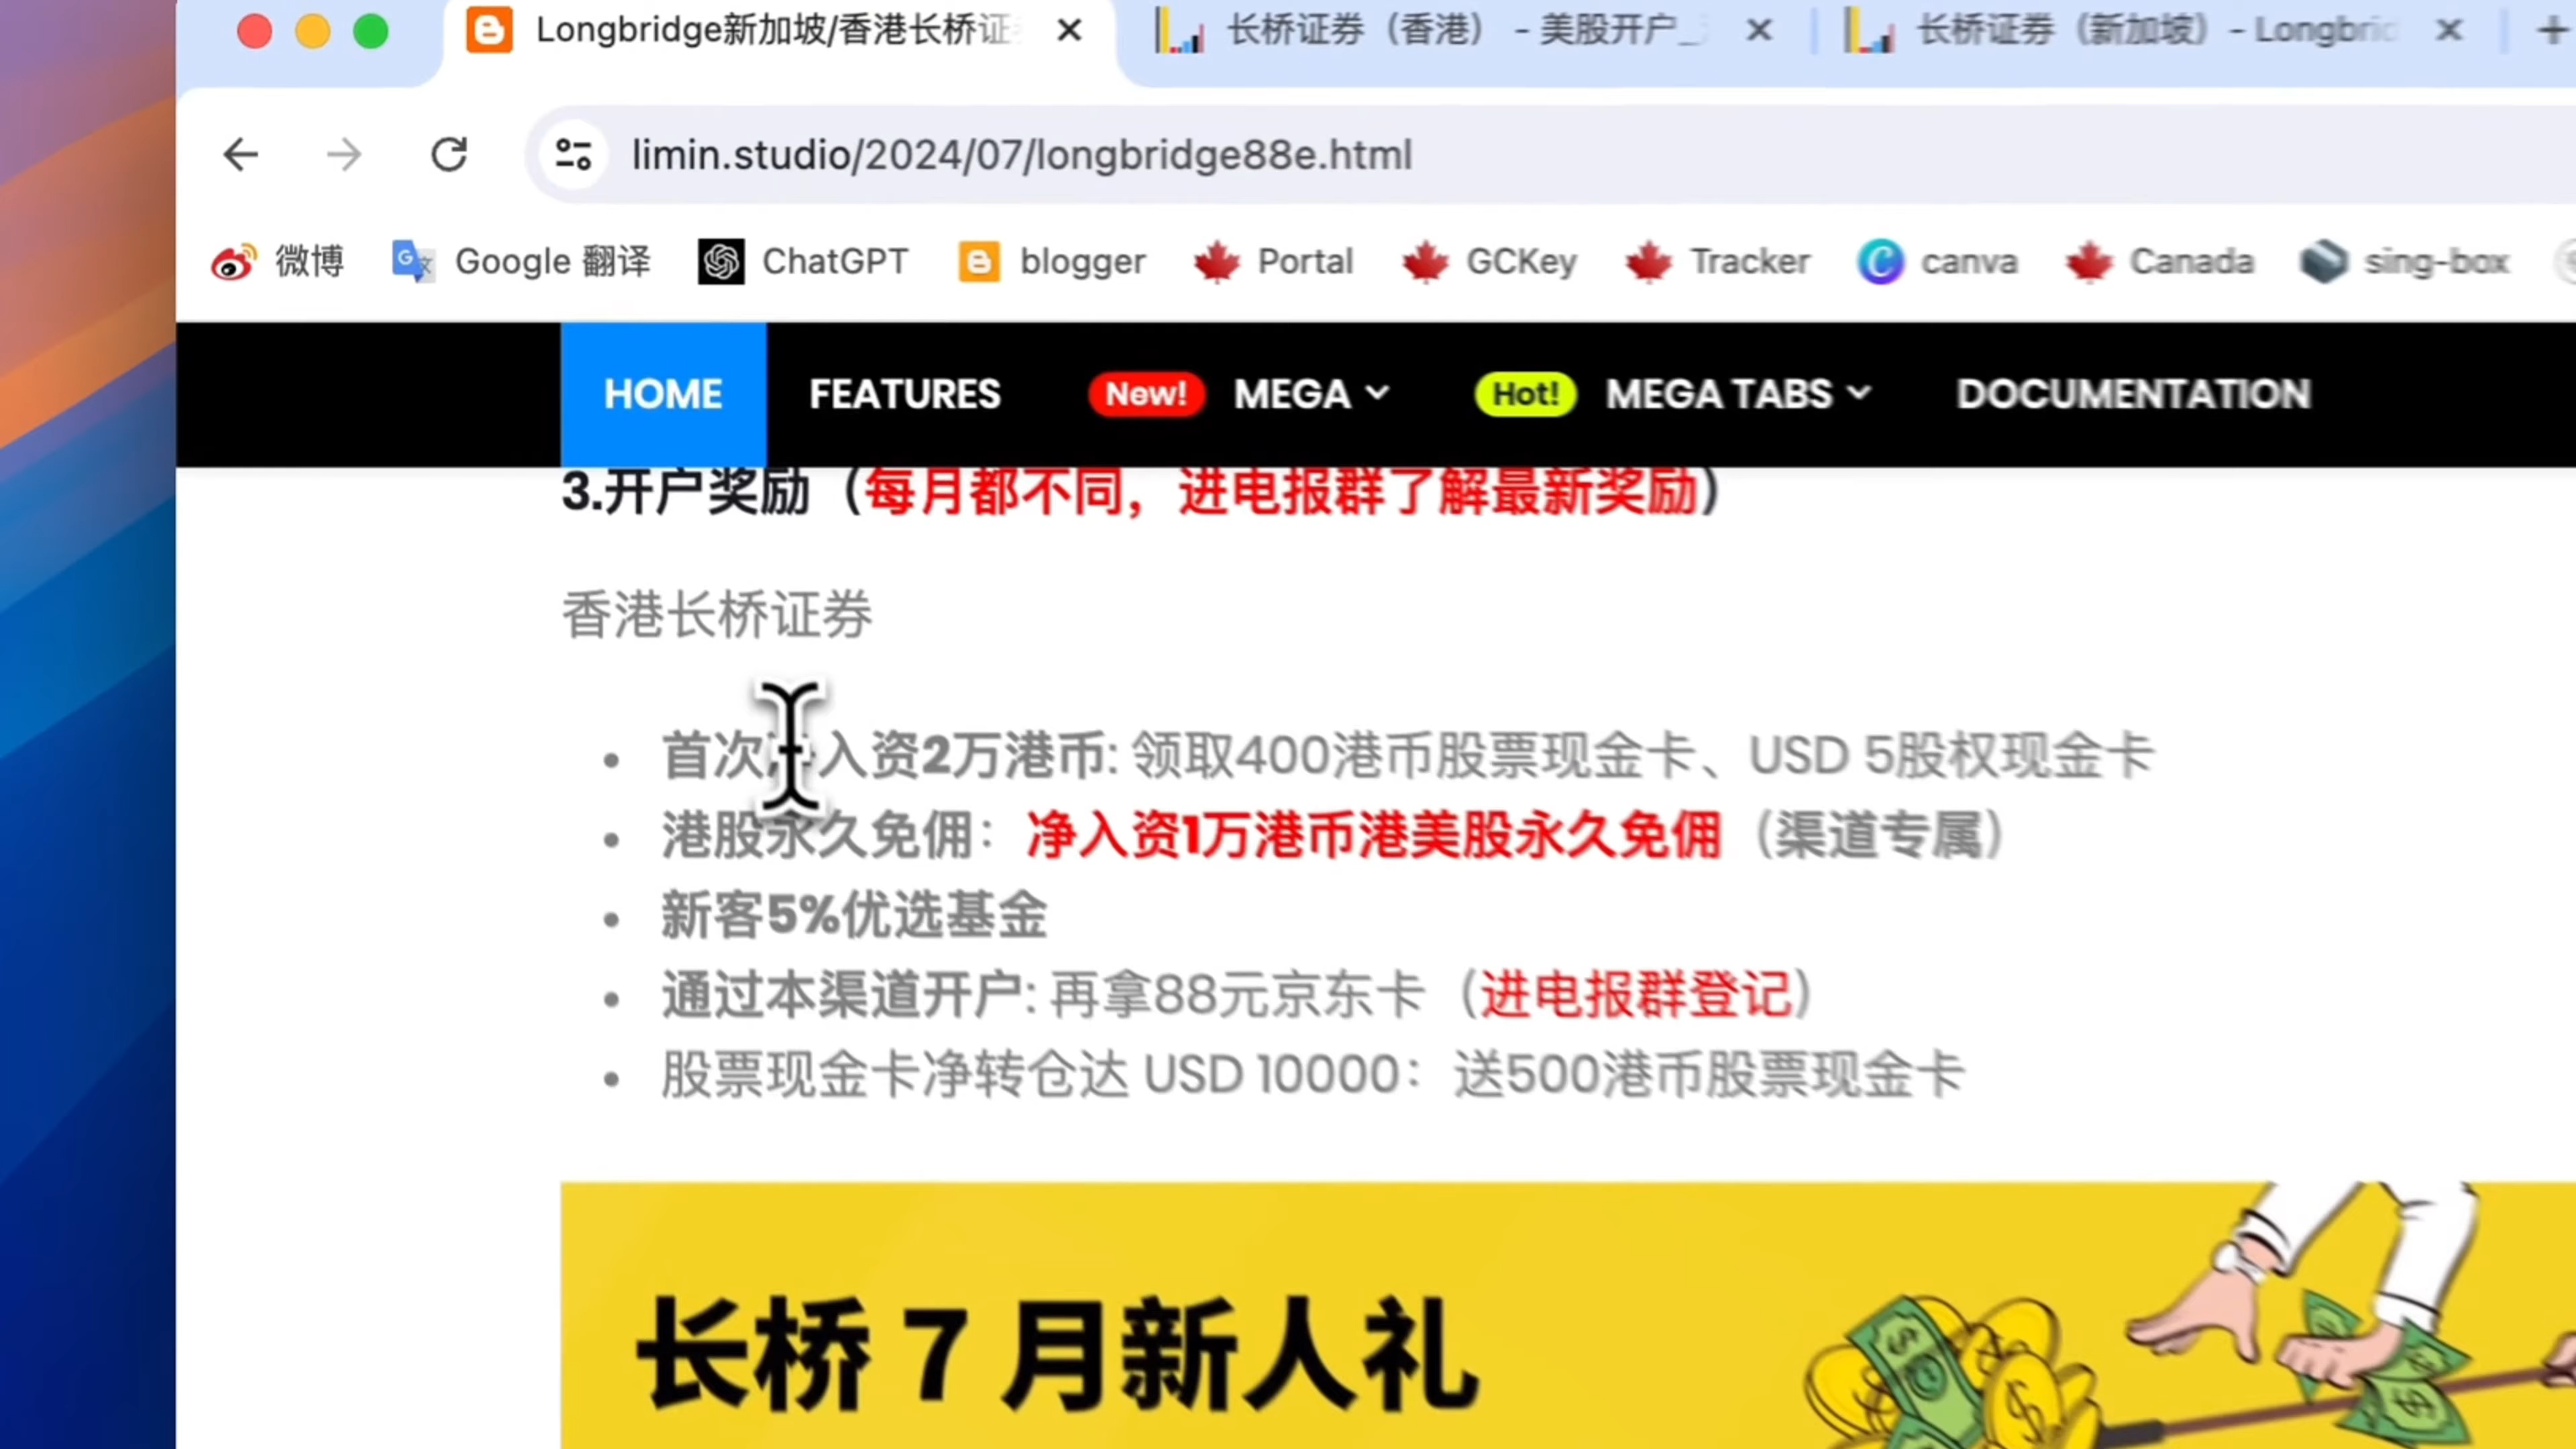 Longbridge新加坡/香港长桥证
长桥证券（香港） - 美股开户_
长桥证券（新加坡）- Longbric
limin.studio/2024/07/longbridge88e.html
微博 Google 翻译 ChatGPT blogger Portal GCKey Tracker canva Canada sing-box
HOME FEATURES New! MEGA Hot! MEGA TABS DOCUMENTATION
3.开户奖励（每月都不同，进电报群了解最新奖励）
香港长桥证券
首次净入资2万港币: 领取400港币股票现金卡、USD 5股权现金卡
港股永久免佣：净入资1万港币港美股永久免佣（渠道专属）
新客5%优选基金
通过本渠道开户: 再拿88元京东卡（进电报群登记）
股票现金卡净转仓达 USD 10000：送500港币股票现金卡
长桥 7 月新人礼